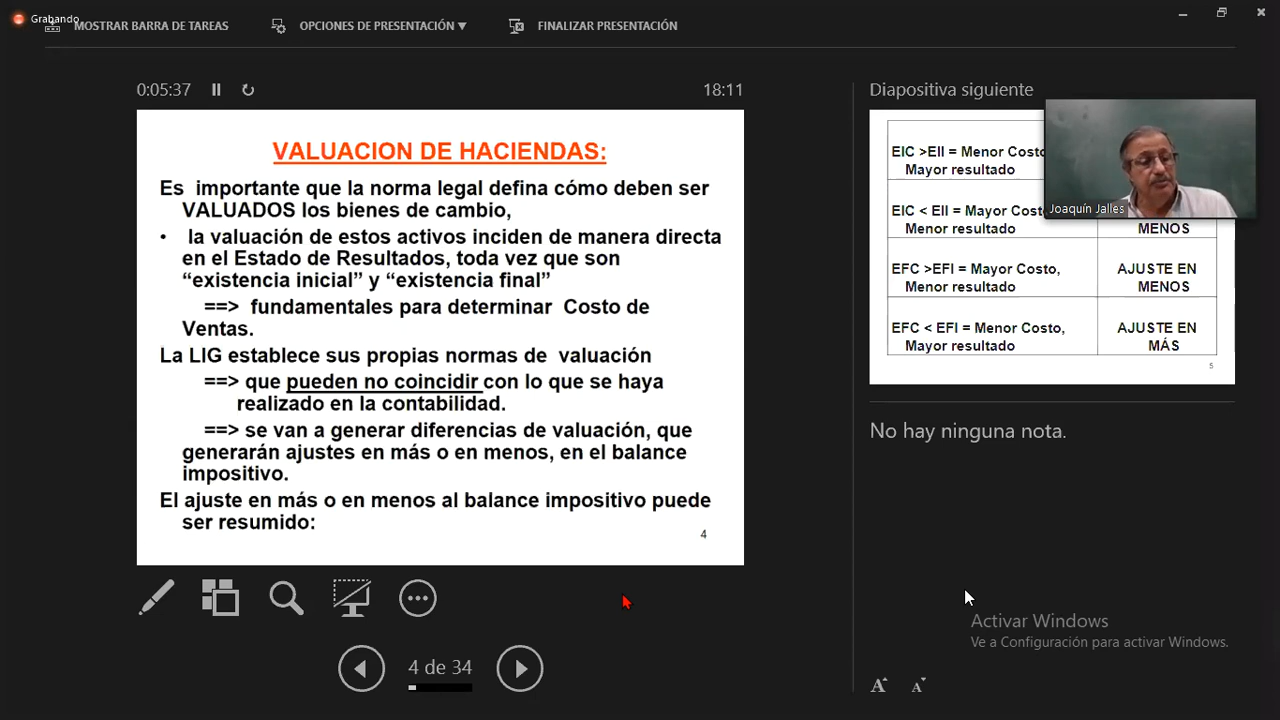 Grabando
MOSTRAR BARRA DE TAREAS
OPCIONES DE PRESENTACIÓN ▼
FINALIZAR PRESENTACIÓN
0:05:37
18:11
VALUACION DE HACIENDAS:
Es importante que la norma legal defina cómo deben ser
VALUADOS los bienes de cambio,
• la valuación de estos activos inciden de manera directa
en el Estado de Resultados, toda vez que son
“existencia inicial” y “existencia final”
==> fundamentales para determinar Costo de
Ventas.
La LIG establece sus propias normas de valuación
==> que pueden no coincidir con lo que se haya
realizado en la contabilidad.
==> se van a generar diferencias de valuación, que
generarán ajustes en más o en menos, en el balance
impositivo.
El ajuste en más o en menos al balance impositivo puede
ser resumido:
4
4 de 34
Diapositiva siguiente
EIC >EII = Menor Costo
Mayor resultado
EIC < EII = Mayor Costo
Menor resultado
MENOS
EFC >EFI = Mayor Costo,
Menor resultado
AJUSTE EN
MENOS
EFC < EFI = Menor Costo,
Mayor resultado
AJUSTE EN
MÁS
5
Joaquín Jalles
No hay ninguna nota.
Activar Windows
Ve a Configuración para activar Windows.
A A